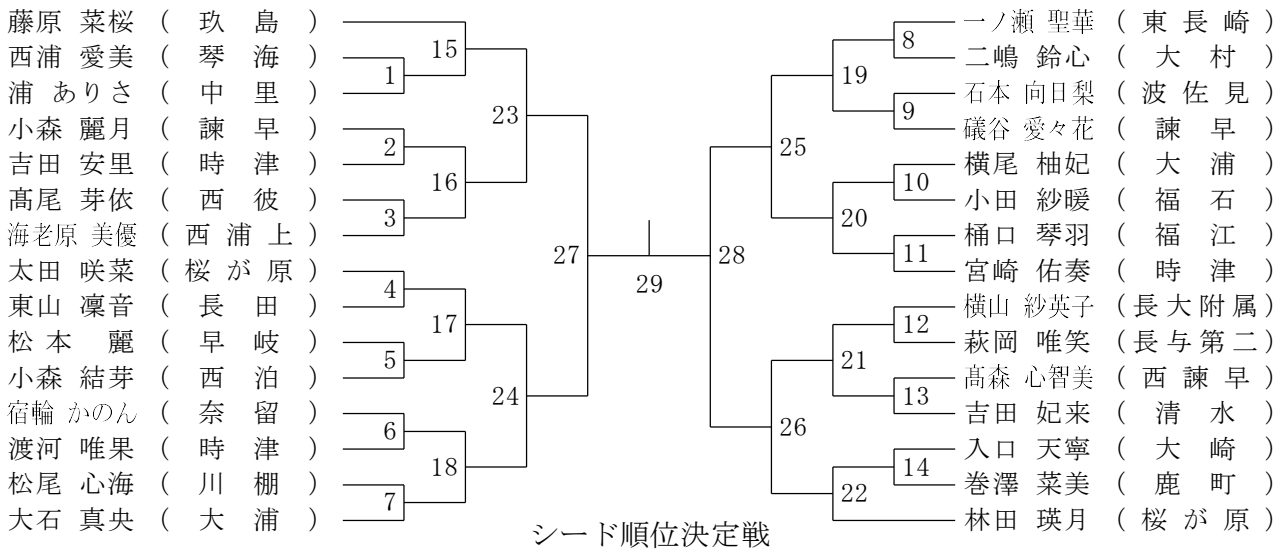 藤原 菜桜 ( 玖 島 )
西浦 愛美 ( 琴 海 )
浦 ありさ ( 中 里 )
小森 麗月 ( 諫 早 )
吉田 安里 ( 時 津 )
髙尾 芽依 ( 西 彼 )
海老原 美優 ( 西 浦 上 )
太田 咲菜 ( 桜 が 原 )
東山 凜音 ( 長 田 )
松本 麗 ( 早 岐 )
小森 結芽 ( 西 泊 )
宿輪 かのん ( 奈 留 )
渡河 唯果 ( 時 津 )
松尾 心海 ( 川 棚 )
大石 真央 ( 大 浦 )
1
2
3
4
5
6
7
15
16
17
18
23
24
27
29
28
25
26
19
20
21
22
8
9
10
11
12
13
14
一ノ瀬 聖華 ( 東 長 崎 )
二嶋 鈴心 ( 大 村 )
石本 向日梨 ( 波 佐 見 )
礒谷 愛々花 ( 諫 早 )
横尾 柚妃 ( 大 浦 )
小田 紗暖 ( 福 石 )
桶口 琴羽 ( 福 江 )
宮崎 佑奏 ( 時 津 )
横山 紗英子 ( 長 大 附 属 )
萩岡 唯笑 ( 長 与 第 二 )
髙森 心智美 ( 西 諫 早 )
吉田 妃来 ( 清 水 )
入口 天寧 ( 大 崎 )
巻澤 菜美 ( 鹿 町 )
林田 瑛月 ( 桜 が 原 )
シード順位決定戦